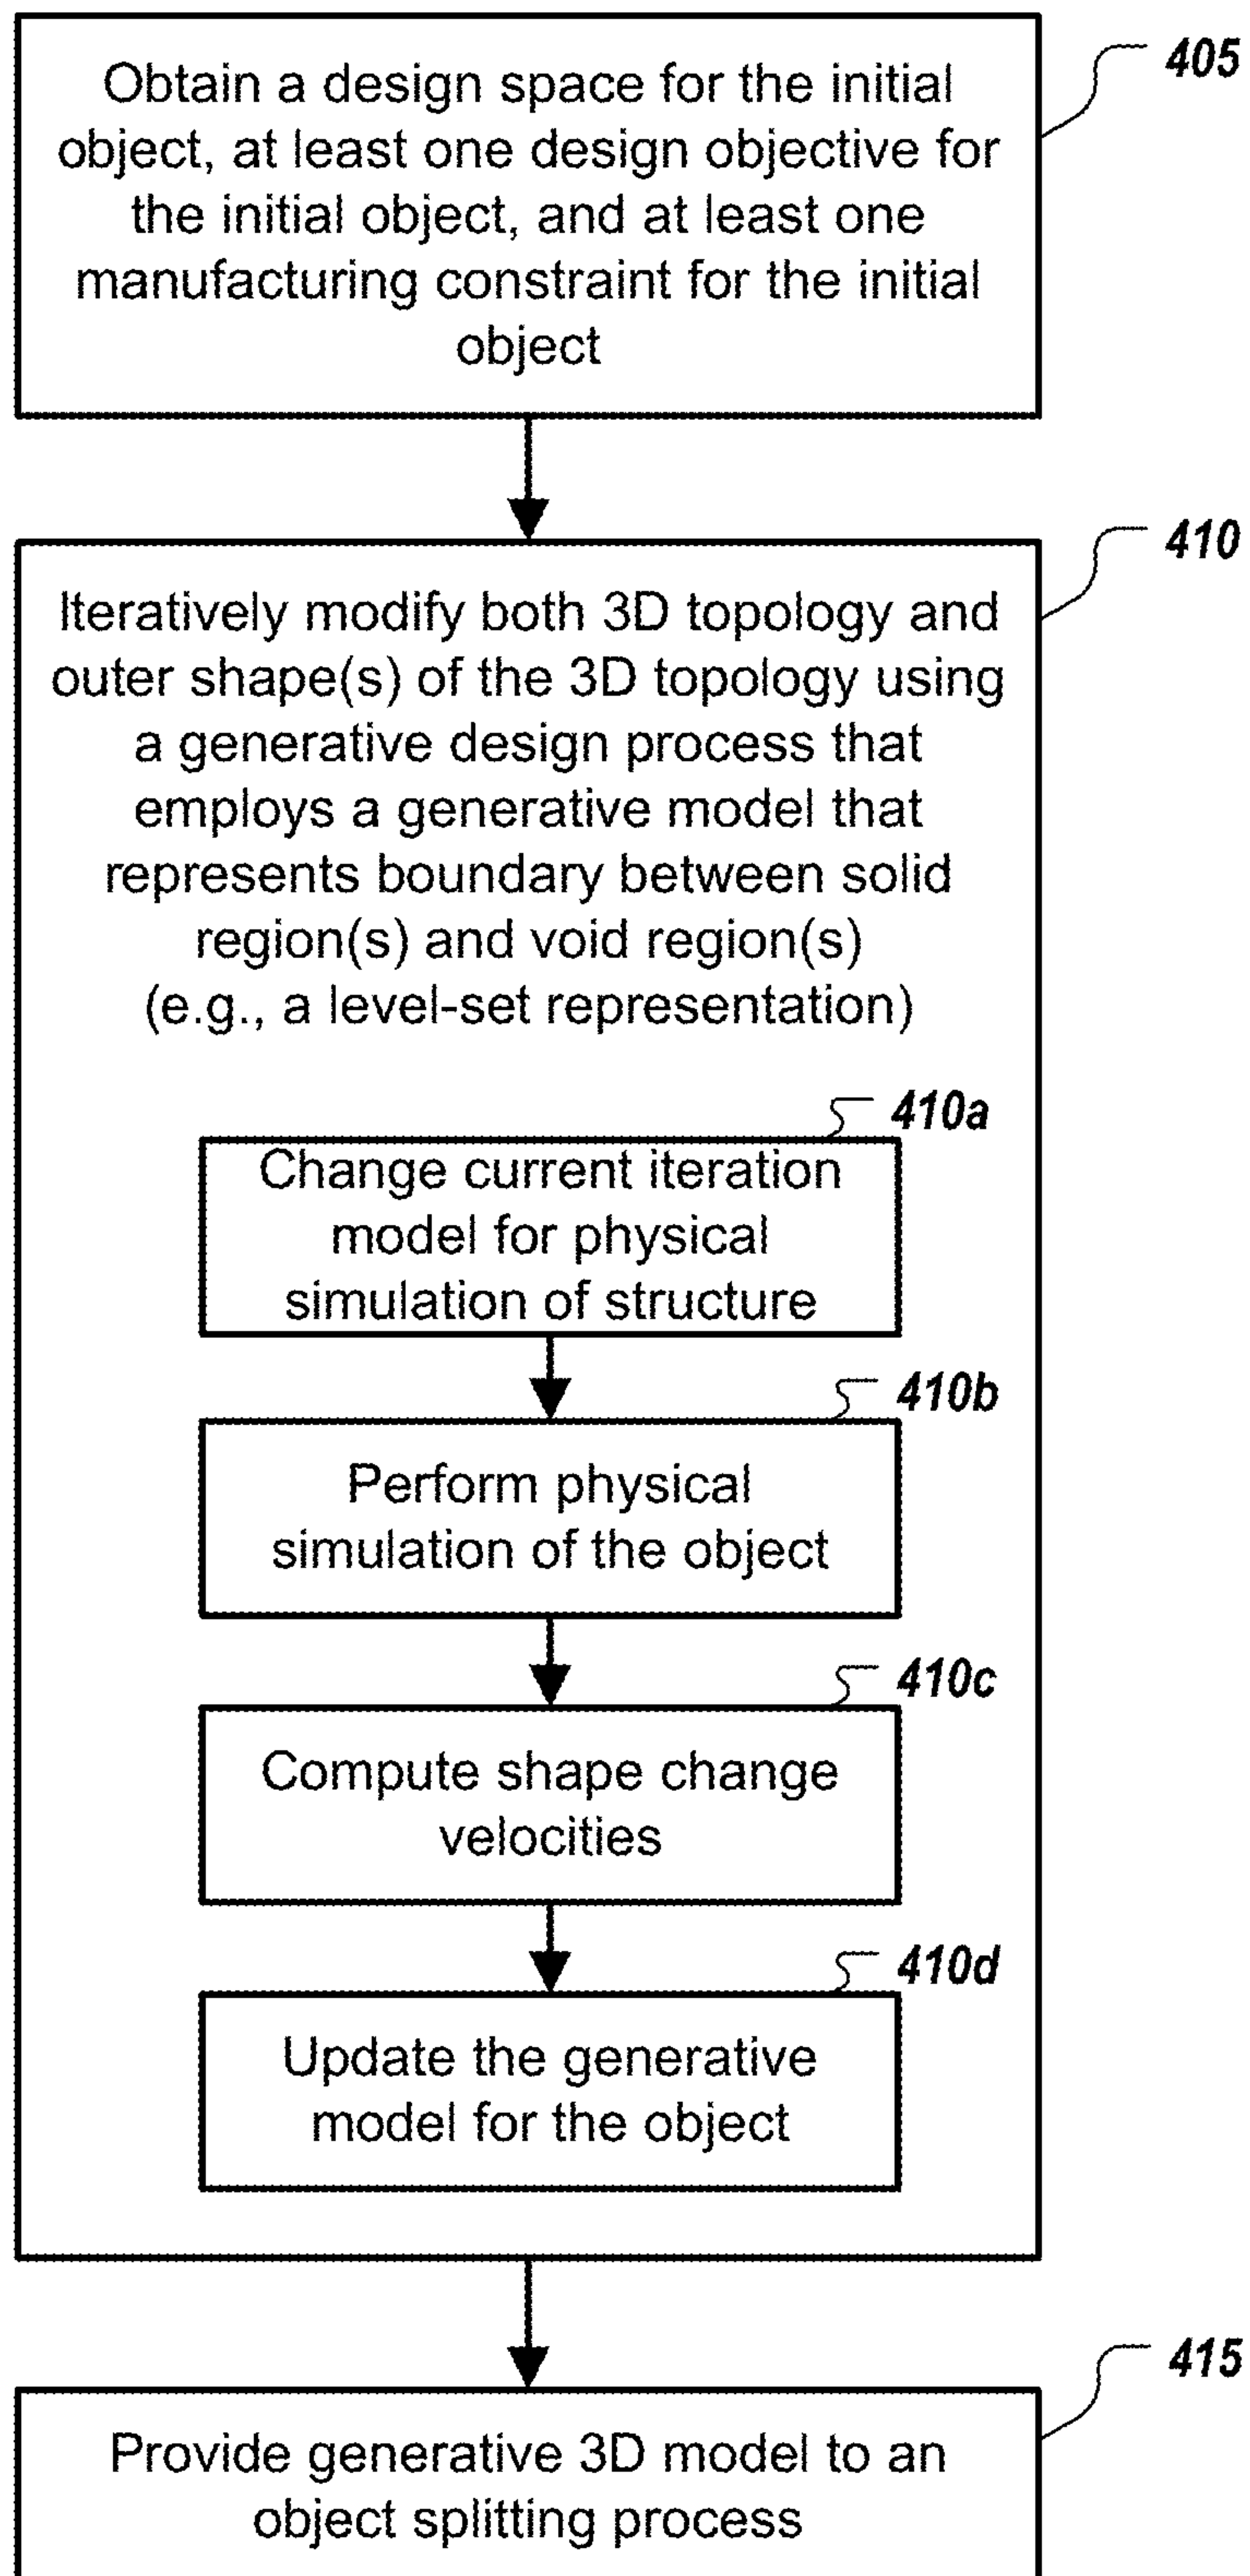 Obtain a design space for the initial
object, at least one design objective for
the initial object, and at least one
manufacturing constraint for the initial
object
405
410
Iteratively modify both 3D topology and
outer shape(s) of the 3D topology using
a generative design process that
employs a generative model that
represents boundary between solid
region(s) and void region(s)
(e.g., a level-set representation)
410a
Change current iteration
model for physical
simulation of structure
410b
Perform physical
simulation of the object
410c
Compute shape change
velocities
410d
Update the generative
model for the object
415
Provide generative 3D model to an
object splitting process